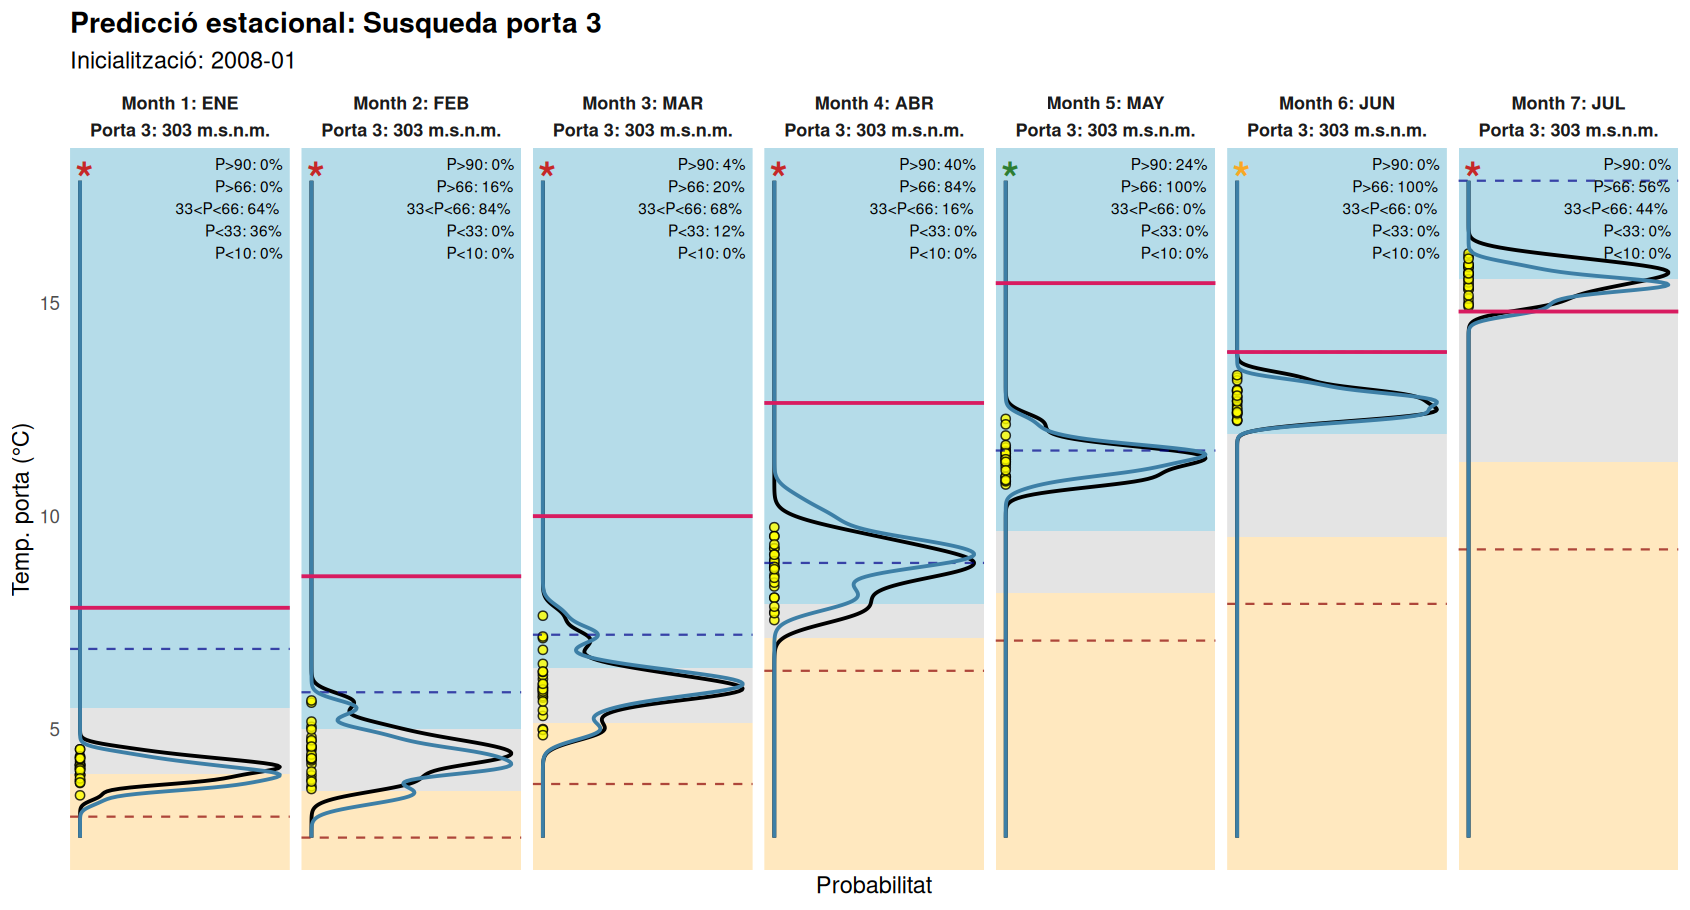 Predicció estacional: Susqueda porta 3
Inicialització: 2008-01
Month 1: ENE
Porta 3: 303 m.s.n.m.
Month 2: FEB
Porta 3: 303 m.s.n.m.
Month 3: MAR
Porta 3: 303 m.s.n.m.
Month 4: ABR
Porta 3: 303 m.s.n.m.
Month 5: MAY
Porta 3: 303 m.s.n.m.
Month 6: JUN
Porta 3: 303 m.s.n.m.
Month 7: JUL
Porta 3: 303 m.s.n.m.
*
P>90: 0%
P>66: 0%
33<P<66: 64%
P<33: 36%
P<10: 0%
*
P>90: 0%
P>66: 16%
33<P<66: 84%
P<33: 0%
P<10: 0%
*
P>90: 4%
P>66: 20%
33<P<66: 68%
P<33: 12%
P<10: 0%
*
P>90: 40%
P>66: 84%
33<P<66: 16%
P<33: 0%
P<10: 0%
*
P>90: 24%
P>66: 100%
33<P<66: 0%
P<33: 0%
P<10: 0%
*
P>90: 0%
P>66: 100%
33<P<66: 0%
P<33: 0%
P<10: 0%
*
P>90: 0%
P>66: 56%
33<P<66: 44%
P<33: 0%
P<10: 0%
15
10
5
Temp. porta (°C)
Probabilitat